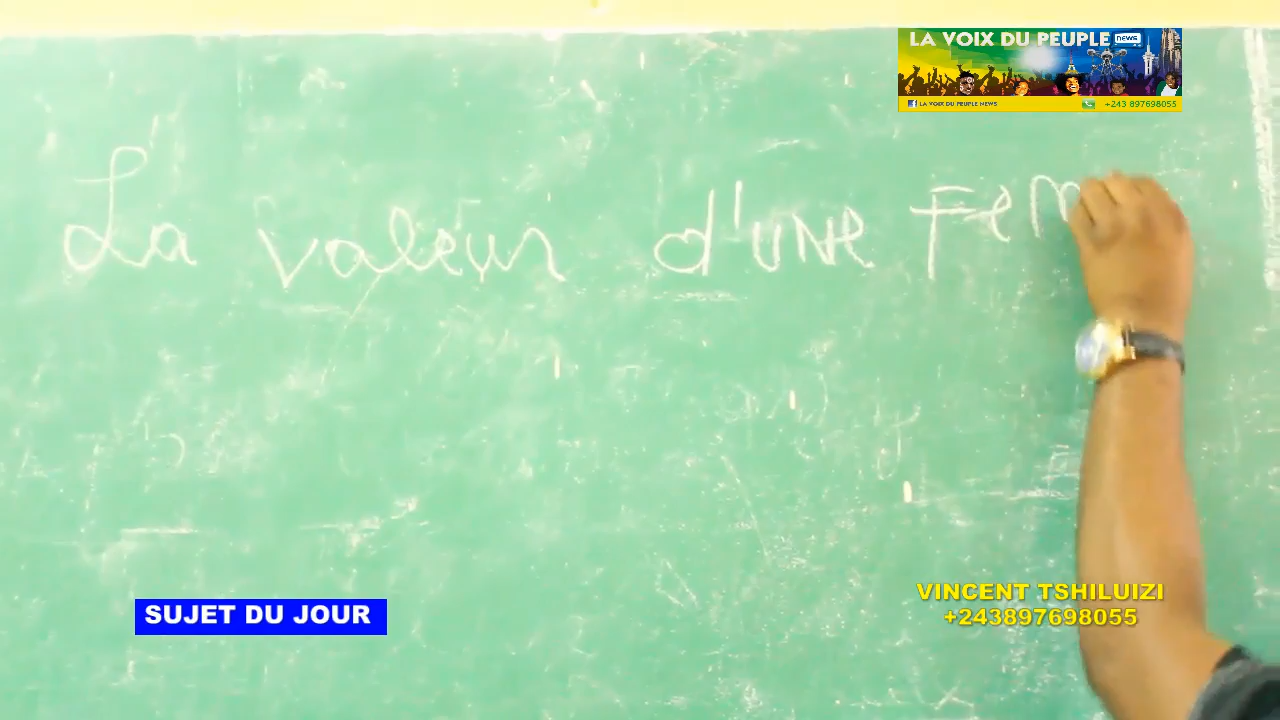 LA VOIX DU PEUPLE news
LA VOIX DU PEUPLE NEWS +243 897698055
La valeur d'une Fem
SUJET DU JOUR
VINCENT TSHILUIZI
+243897698055